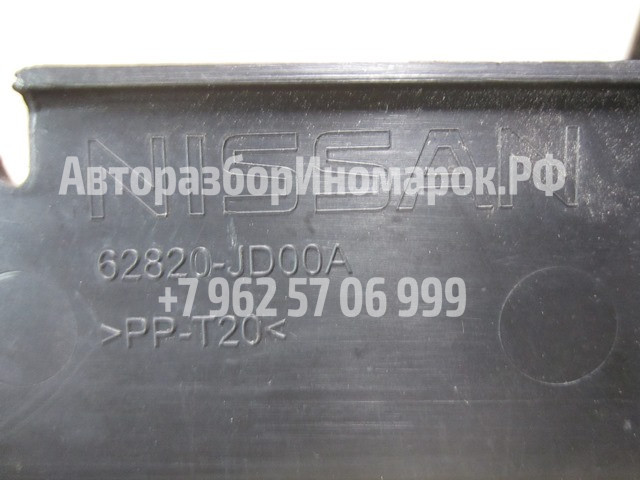 NISSAN
АвторазборИномарок.РФ
62820-JD00A
+7 962 57 06 999
>PP-T20<